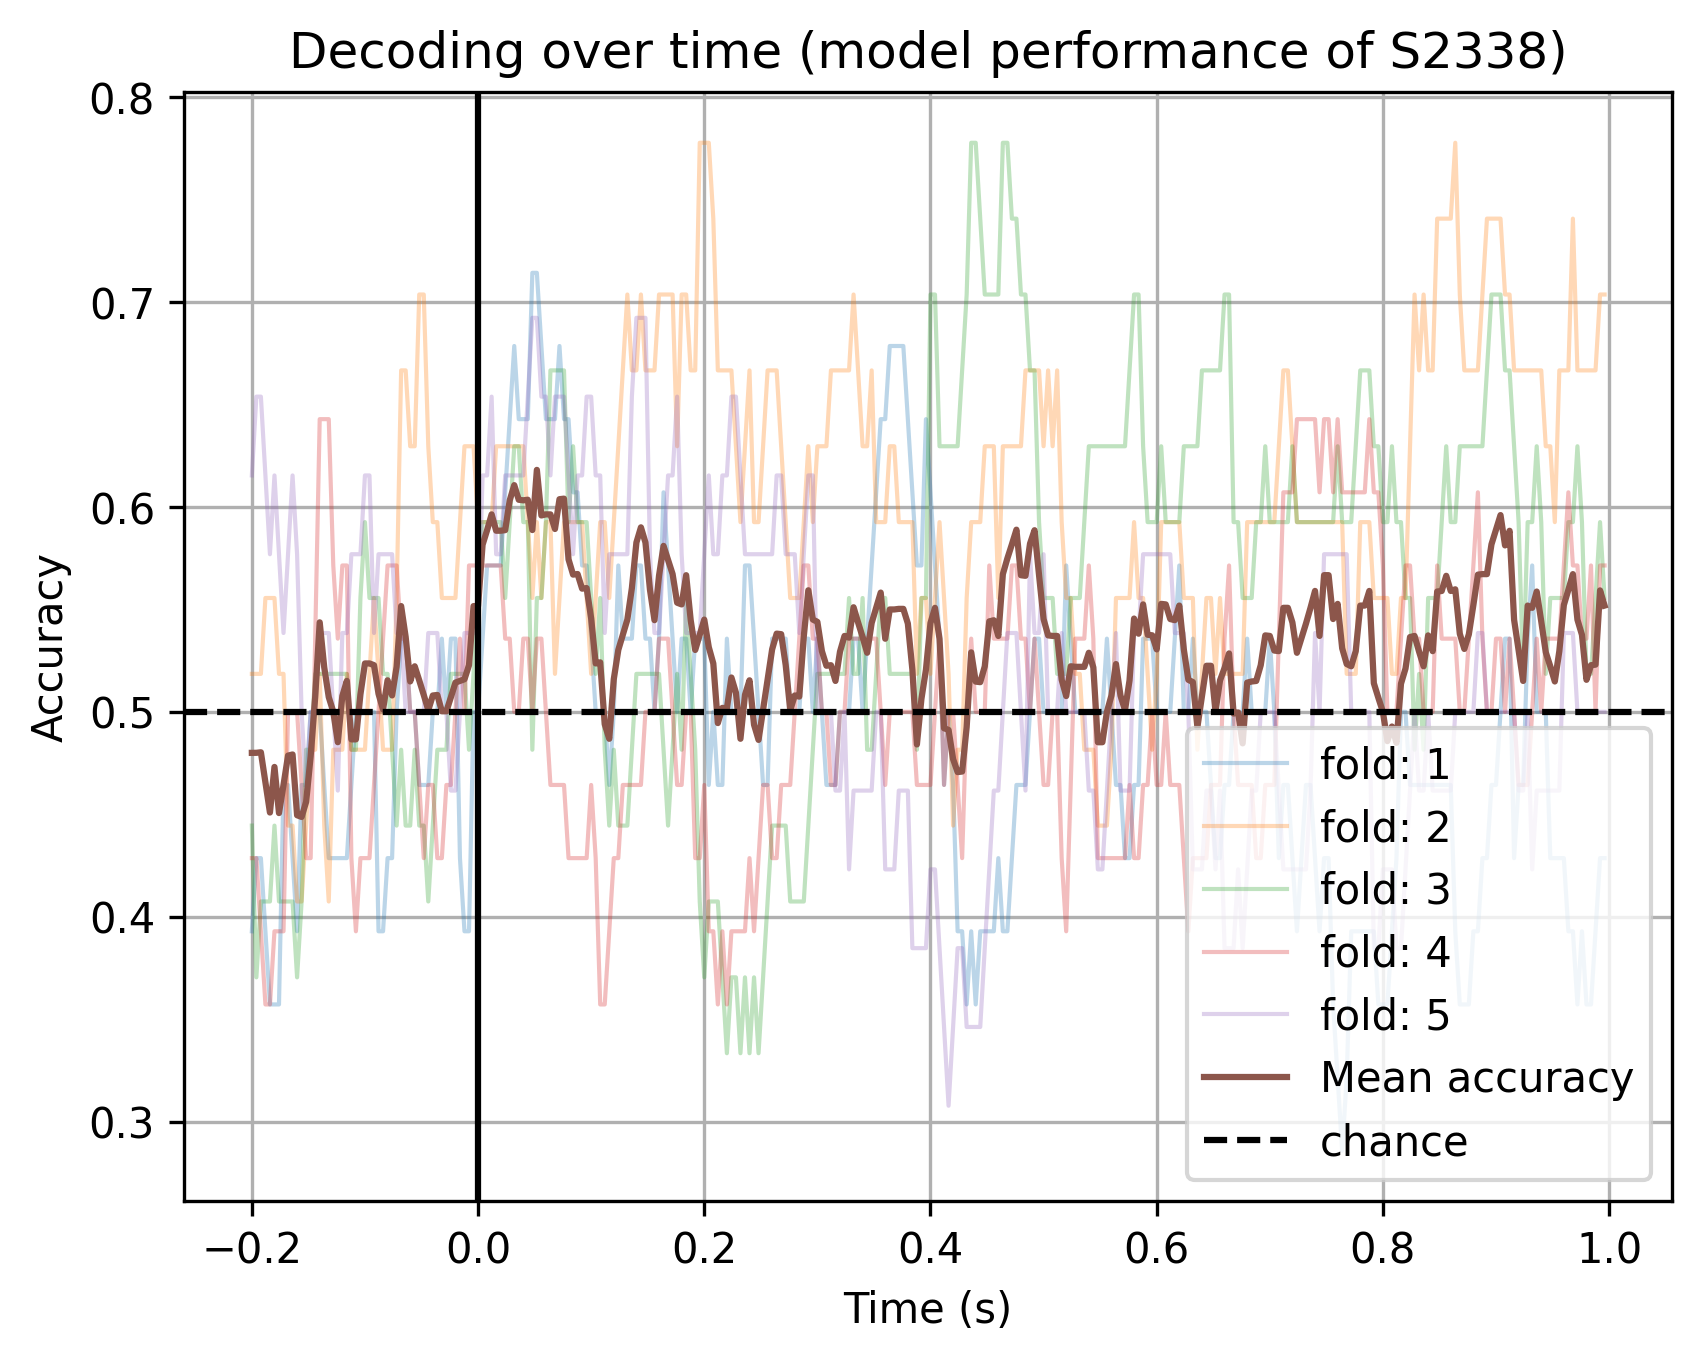 Decoding over time (model performance of S2338)
Accuracy
0.8
0.7
0.6
0.5
0.4
0.3
−0.2 0.0 0.2 0.4 0.6 0.8 1.0
Time (s)
fold: 1
fold: 2
fold: 3
fold: 4
fold: 5
Mean accuracy
chance